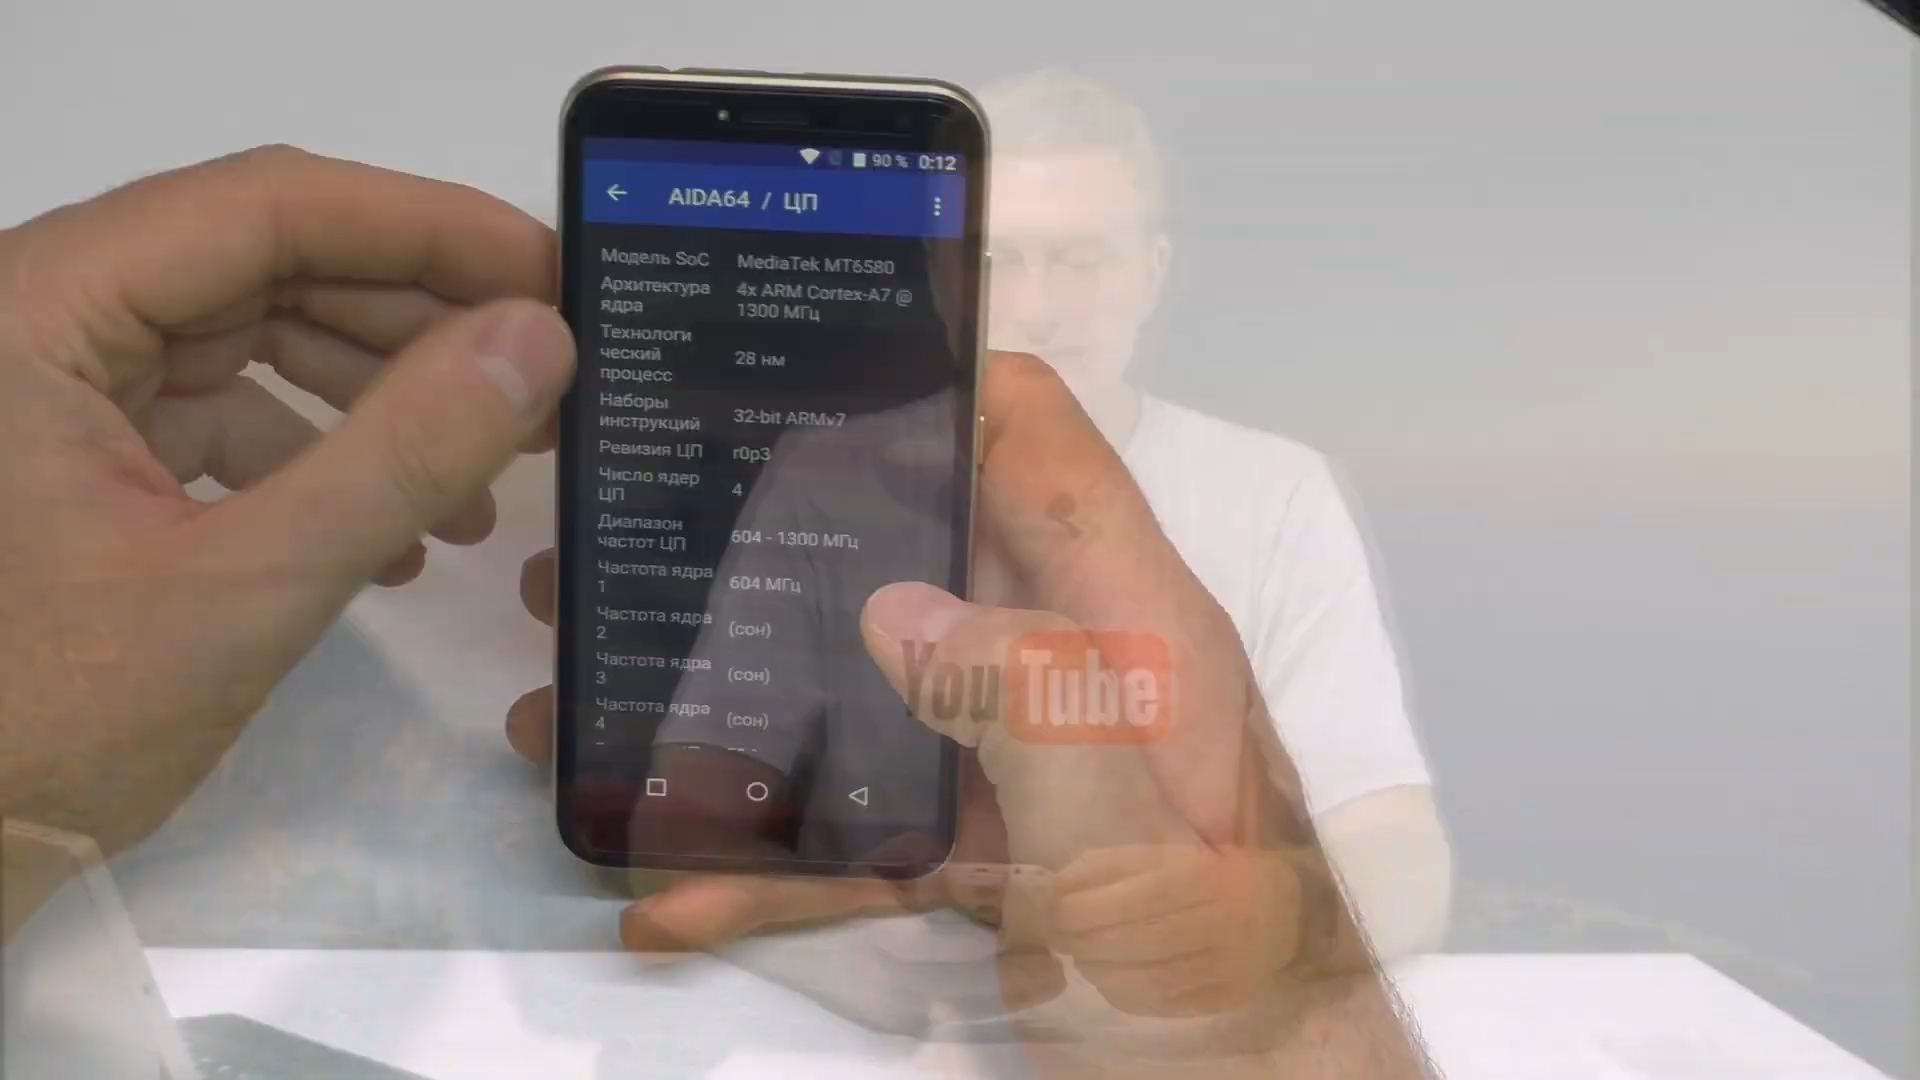 90 % 0:12
AIDA64 / ЦП
Модель SoC MediaTek MT6580
Архитектура ядра 4x ARM Cortex-A7 @
1300 МГц
Технологи
ческий
процесс 28 нм
Наборы
инструкций 32-bit ARMv7
Ревизия ЦП r0p3
Число ядер
ЦП 4
Диапазон
частот ЦП 604 - 1300 МГц
Частота ядра
1 604 МГц
Частота ядра
2 (сон)
Частота ядра
3 (сон)
Частота ядра
4 (сон)
YouTube